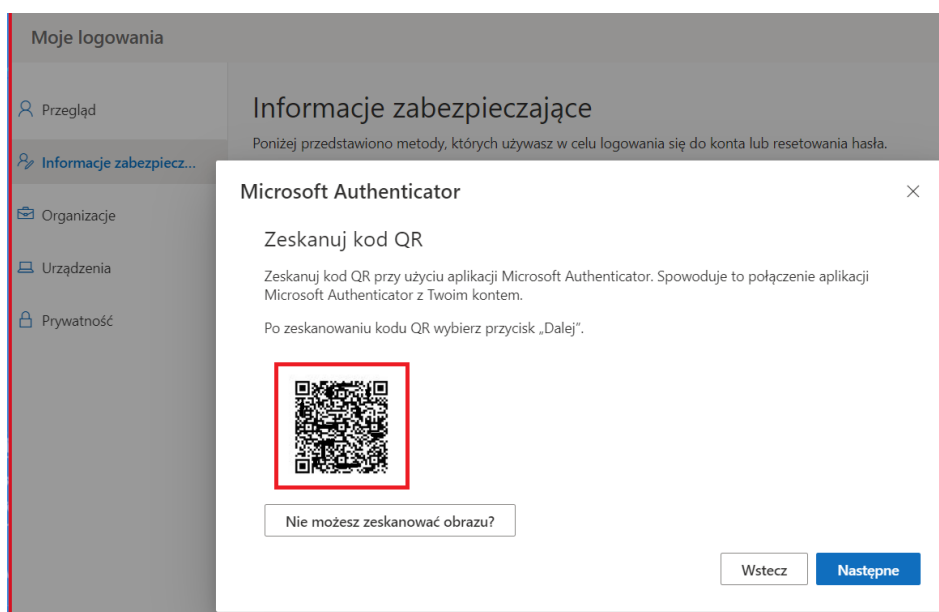 Moje logowania
Przegląd
Informacje zabezpiecz...
Organizacje
Urządzenia
Prywatność
Informacje zabezpieczające
Poniżej przedstawiono metody, których używasz w celu logowania się do konta lub resetowania hasła.
Microsoft Authenticator
Zeskanuj kod QR
Zeskanuj kod QR przy użyciu aplikacji Microsoft Authenticator. Spowoduje to połączenie aplikacji
Microsoft Authenticator z Twoim kontem.
Po zeskanowaniu kodu QR wybierz przycisk „Dalej”.
Nie możesz zeskanować obrazu?
Wstecz
Następne